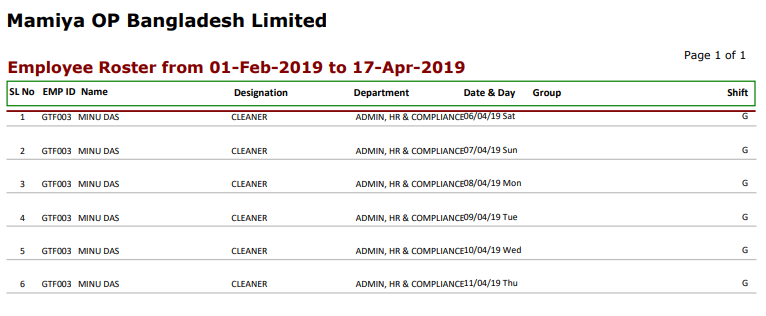 Mamiya OP Bangladesh Limited
Page 1 of 1
Employee Roster from 01-Feb-2019 to 17-Apr-2019
SL No EMP ID Name Designation Department Date & Day Group Shift
1 GTF003 MINU DAS CLEANER ADMIN, HR & COMPLIANCE 06/04/19 Sat G
2 GTF003 MINU DAS CLEANER ADMIN, HR & COMPLIANCE 07/04/19 Sun G
3 GTF003 MINU DAS CLEANER ADMIN, HR & COMPLIANCE 08/04/19 Mon G
4 GTF003 MINU DAS CLEANER ADMIN, HR & COMPLIANCE 09/04/19 Tue G
5 GTF003 MINU DAS CLEANER ADMIN, HR & COMPLIANCE 10/04/19 Wed G
6 GTF003 MINU DAS CLEANER ADMIN, HR & COMPLIANCE 11/04/19 Thu G